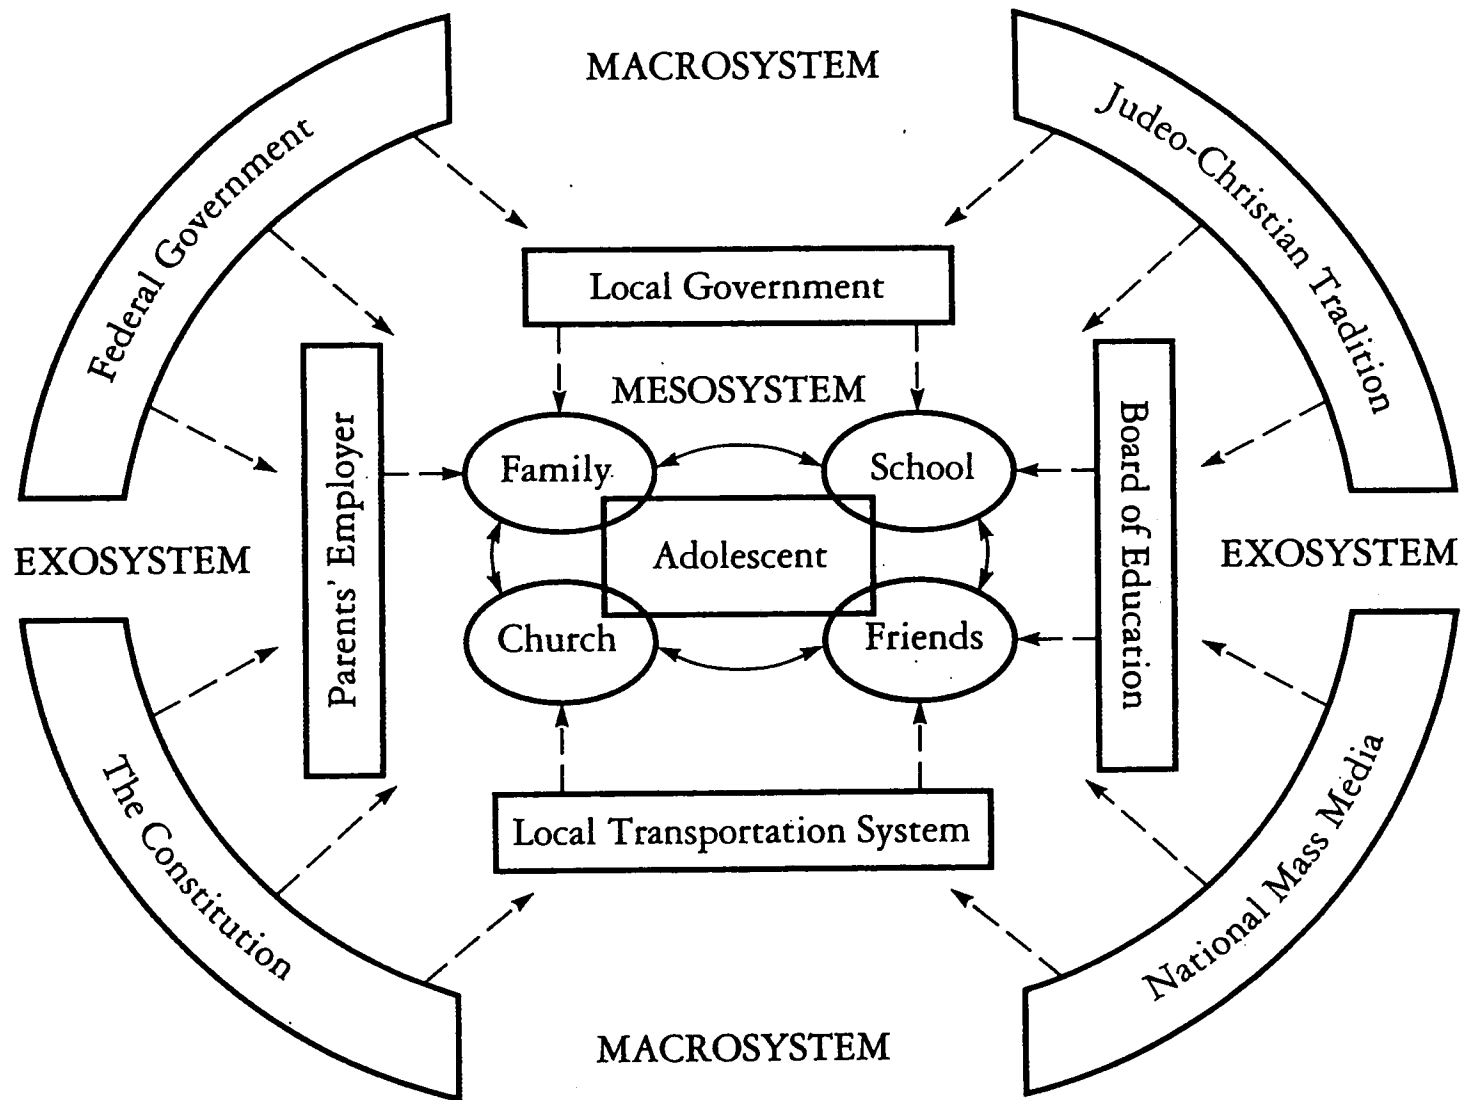 MACROSYSTEM
Federal Government
Judeo-Christian Tradition
Local Government
MESOSYSTEM
Family
School
Parents' Employer
Board of Education
Adolescent
EXOSYSTEM
EXOSYSTEM
Church
Friends
Local Transportation System
The Constitution
National Mass Media
MACROSYSTEM